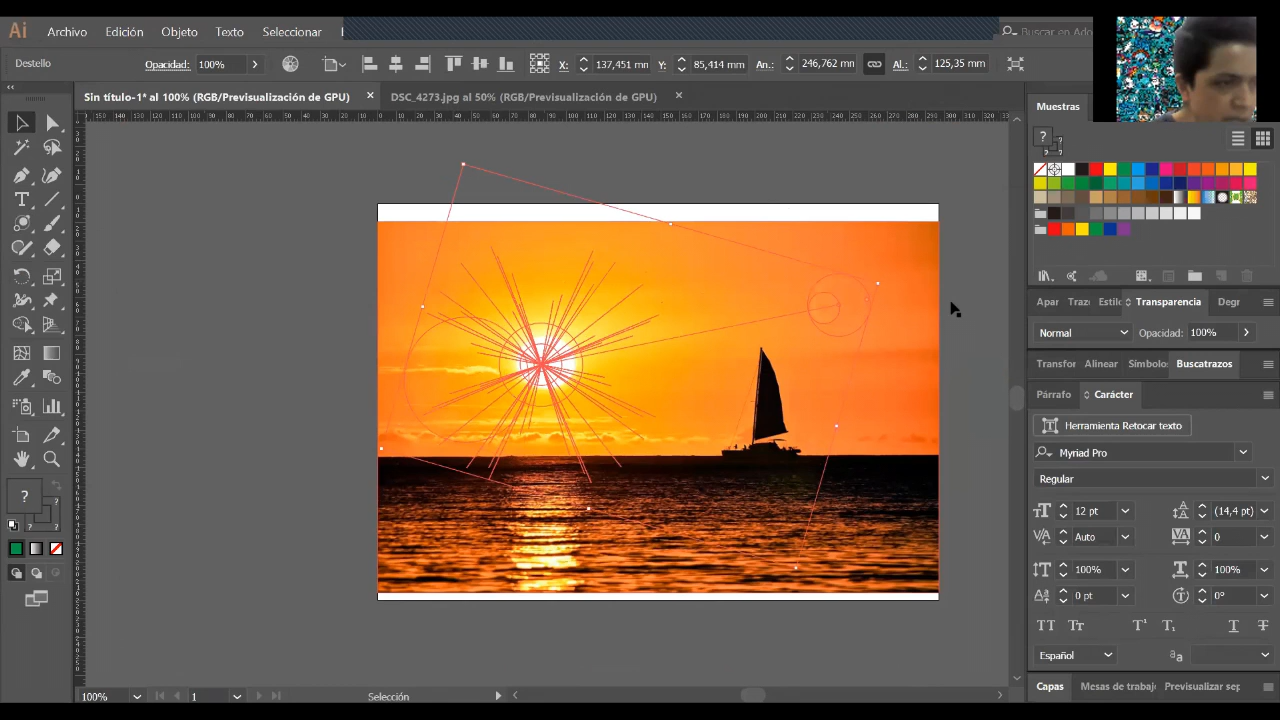 Ai Archivo Edición Objeto Texto Seleccionar
Buscar en Ado
Destello Opacidad: 100% X: 137,451 mn Y: 85,414 mm An.: 246,762 mn Al.: 125,35 mm
Sin título-1* al 100% (RGB/Previsualización de GPU) × DSC_4273.jpg al 50% (RGB/Previsualización de GPU) ×
Muestras
Apar Traz Estilc Transparencia Degr
Normal Opacidad: 100%
Transfor Alinear Símbolo Buscatrazos
Párrafo Carácter
Herramienta Retocar texto
Myriad Pro
Regular
12 pt (14,4 pt)
Auto 0
100% 100%
0 pt 0°
Español
Capas Mesas de trabajo Previsualizar sep
100% 1 Selección